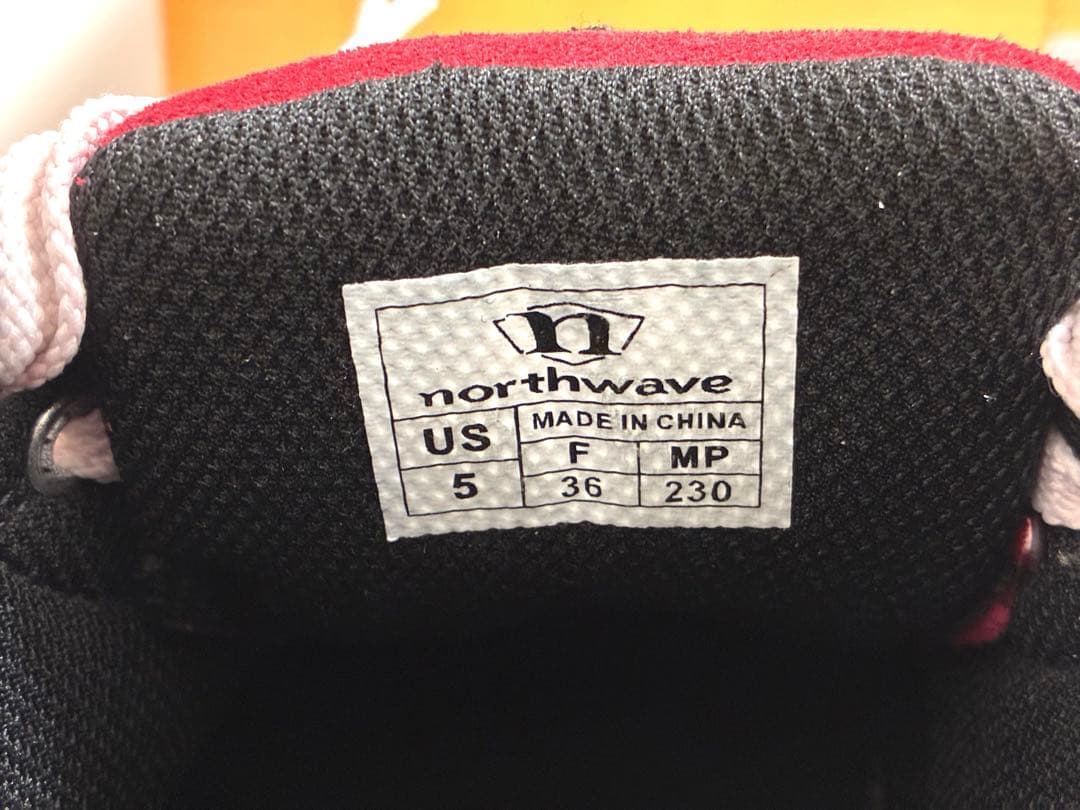 n
northwave
US
MADE IN CHINA
F MP
5 36 230